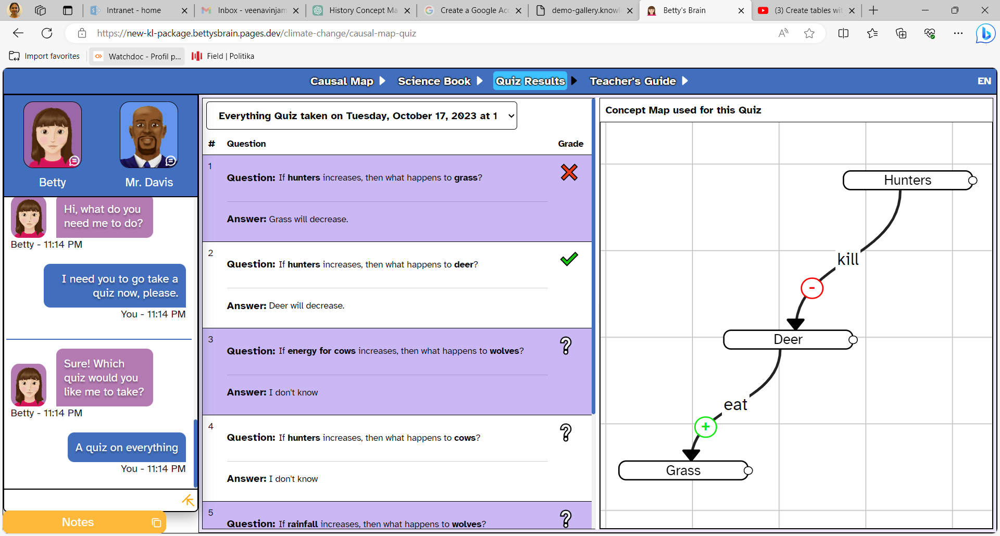 Intranet - home
Inbox - veenavinjam
History Concept Ma
Create a Google Acc
demo-gallery.knowl
Betty's Brain
(3) Create tables wit
https://new-kl-package.bettysbrain.pages.dev/climate-change/causal-map-quiz
Import favorites
Watchdoc - Profil p...
Field | Politika
Causal Map
Science Book
Quiz Results
Teacher's Guide
EN
Betty
Mr. Davis
Hi, what do you
need me to do?
Betty - 11:14 PM
I need you to go take a
quiz now, please.
You - 11:14 PM
Sure! Which
quiz would you
like me to take?
Betty - 11:14 PM
A quiz on everything
You - 11:14 PM
Notes
Everything Quiz taken on Tuesday, October 17, 2023 at 1
# Question Grade
1
Question: If hunters increases, then what happens to grass?
Answer: Grass will decrease.
2
Question: If hunters increases, then what happens to deer?
Answer: Deer will decrease.
3
Question: If energy for cows increases, then what happens to wolves?
Answer: I don't know
4
Question: If hunters increases, then what happens to cows?
Answer: I don't know
5
Question: If rainfall increases, then what happens to wolves?
Concept Map used for this Quiz
Hunters
kill
-
Deer
eat
+
Grass